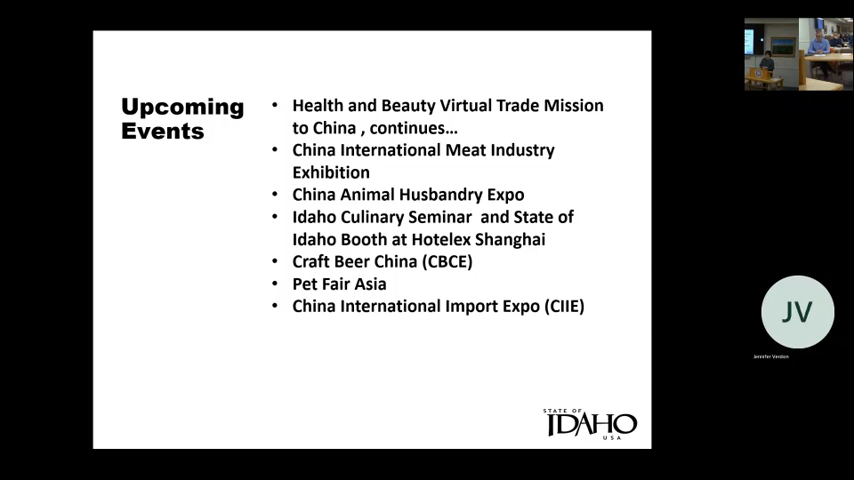 Upcoming
Events
• Health and Beauty Virtual Trade Mission
to China , continues…
• China International Meat Industry
Exhibition
• China Animal Husbandry Expo
• Idaho Culinary Seminar and State of
Idaho Booth at Hotelex Shanghai
• Craft Beer China (CBCE)
• Pet Fair Asia
• China International Import Expo (CIIE)
STATE OF
IDAHO
USA
JV
Jennifer Verdon